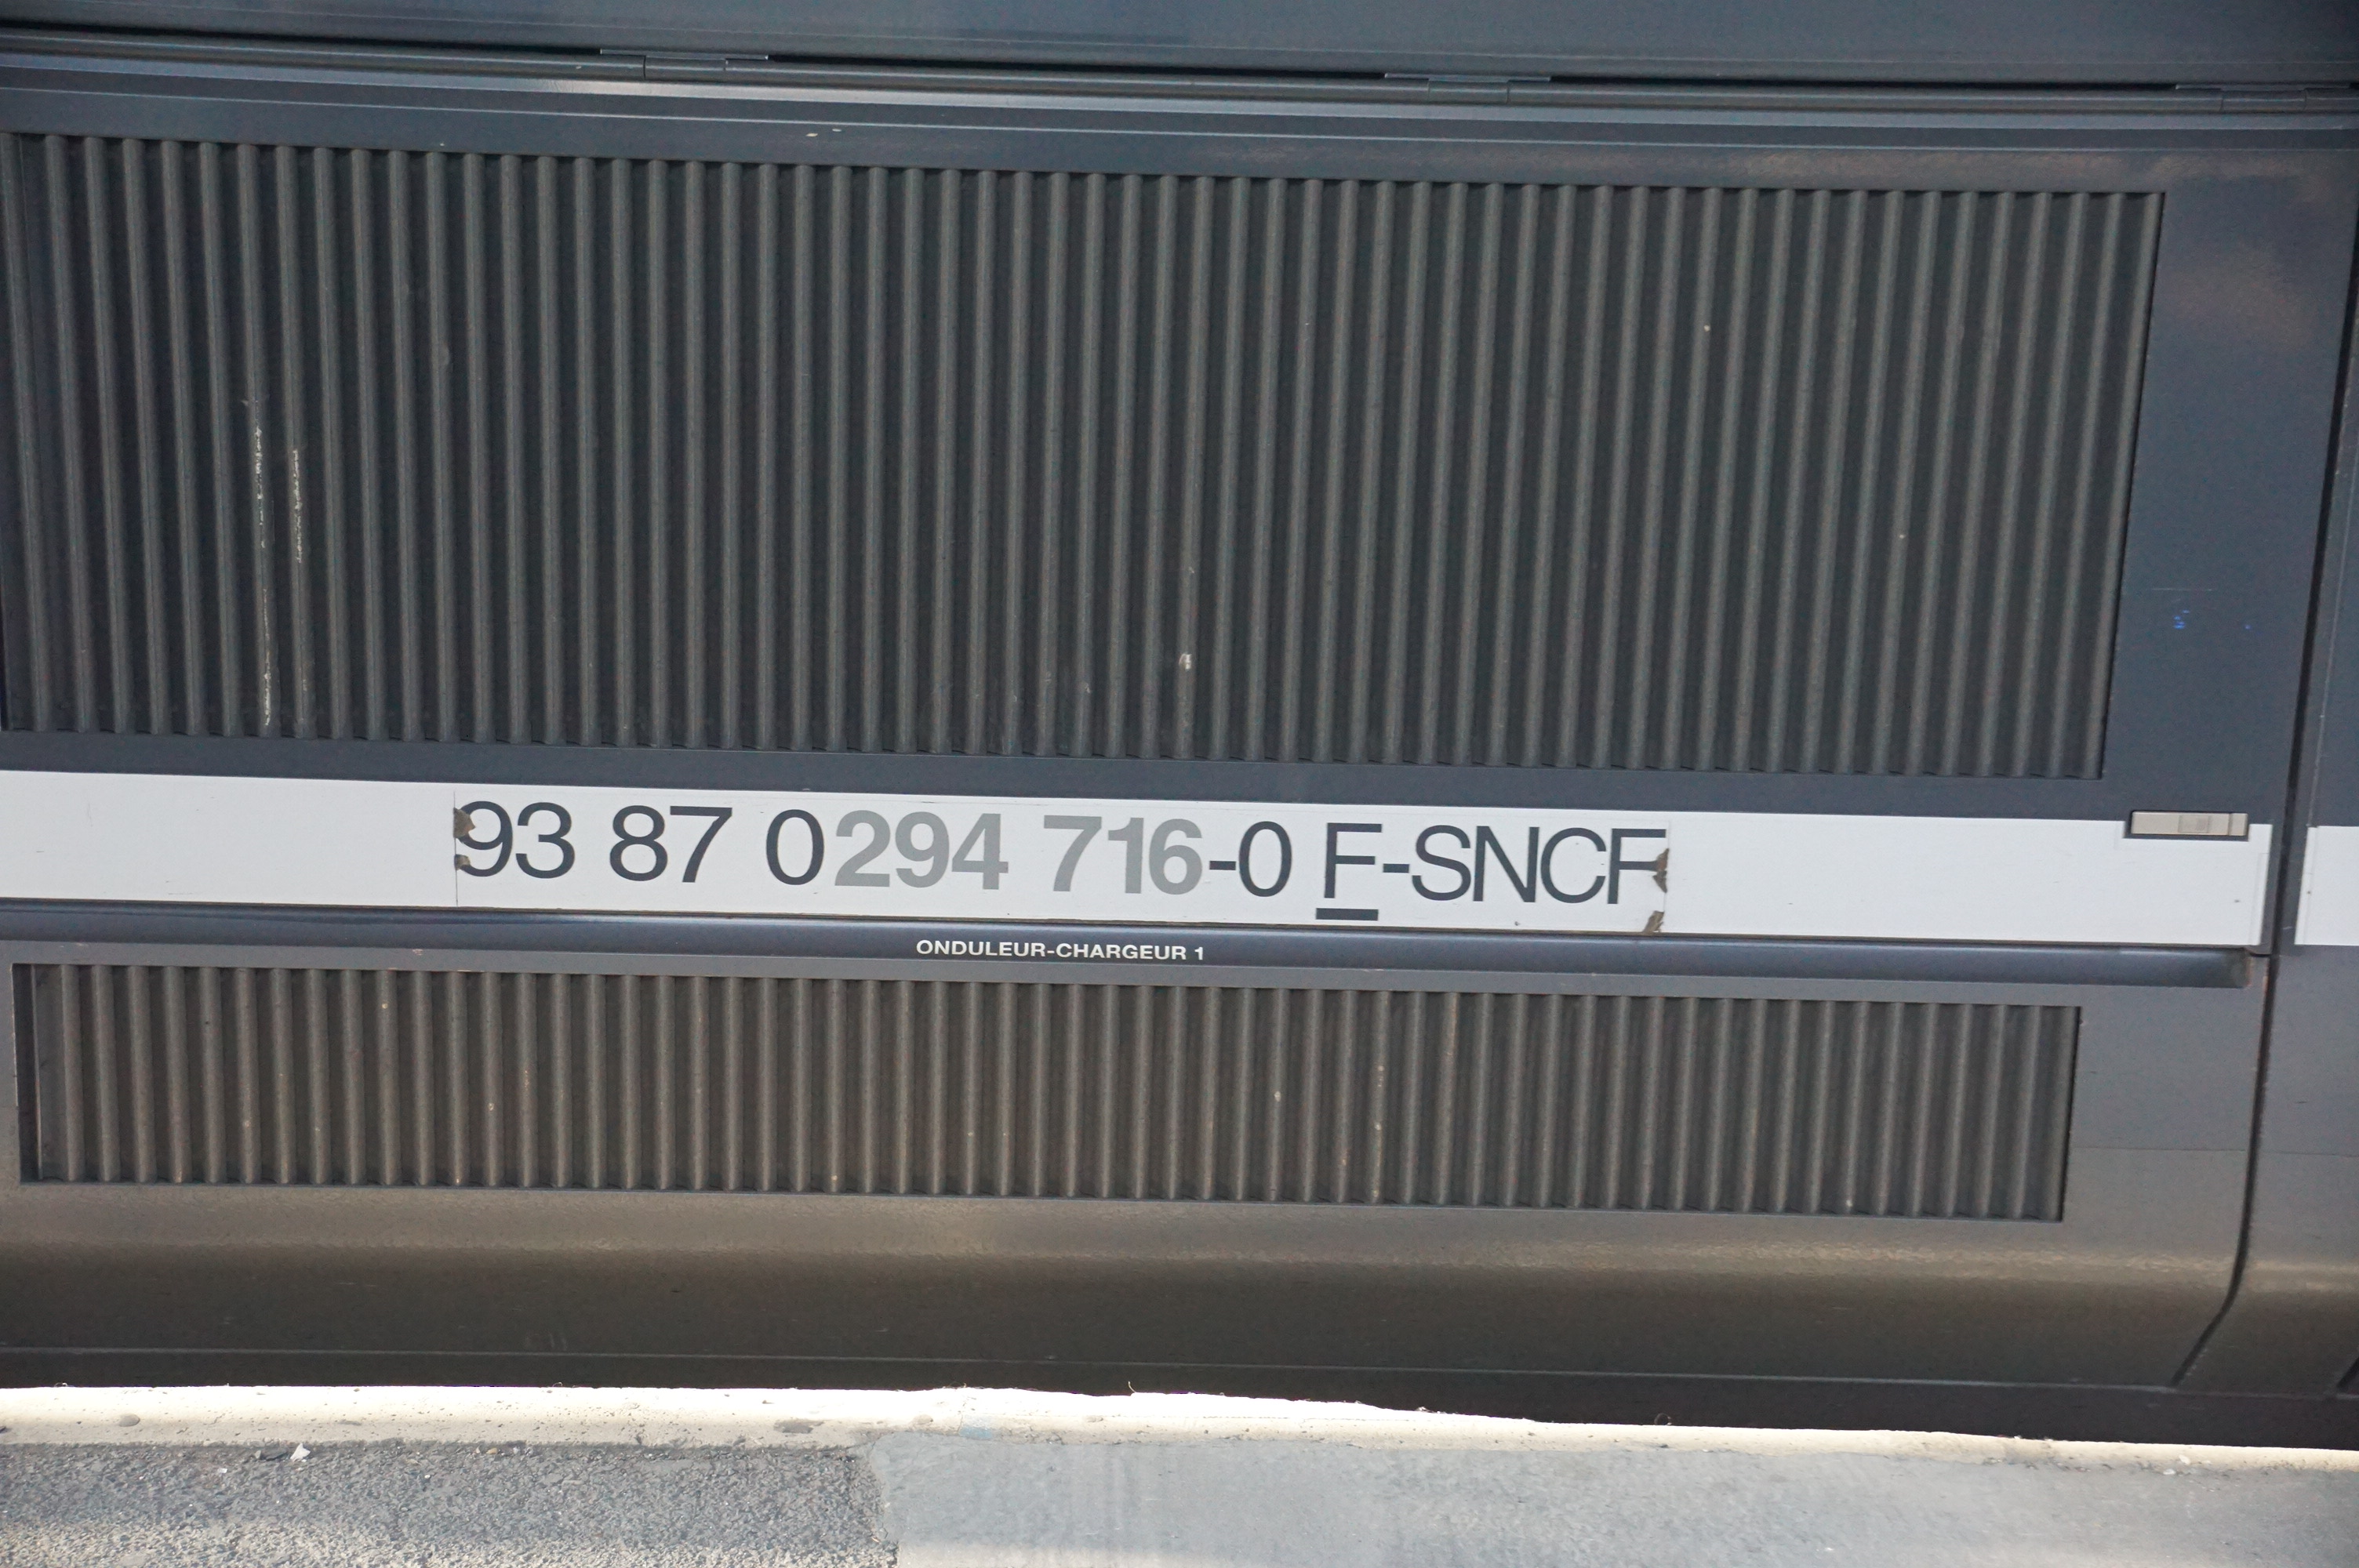 93 87 0294 716-0 F-SNCF
ONDULEUR-CHARGEUR 1